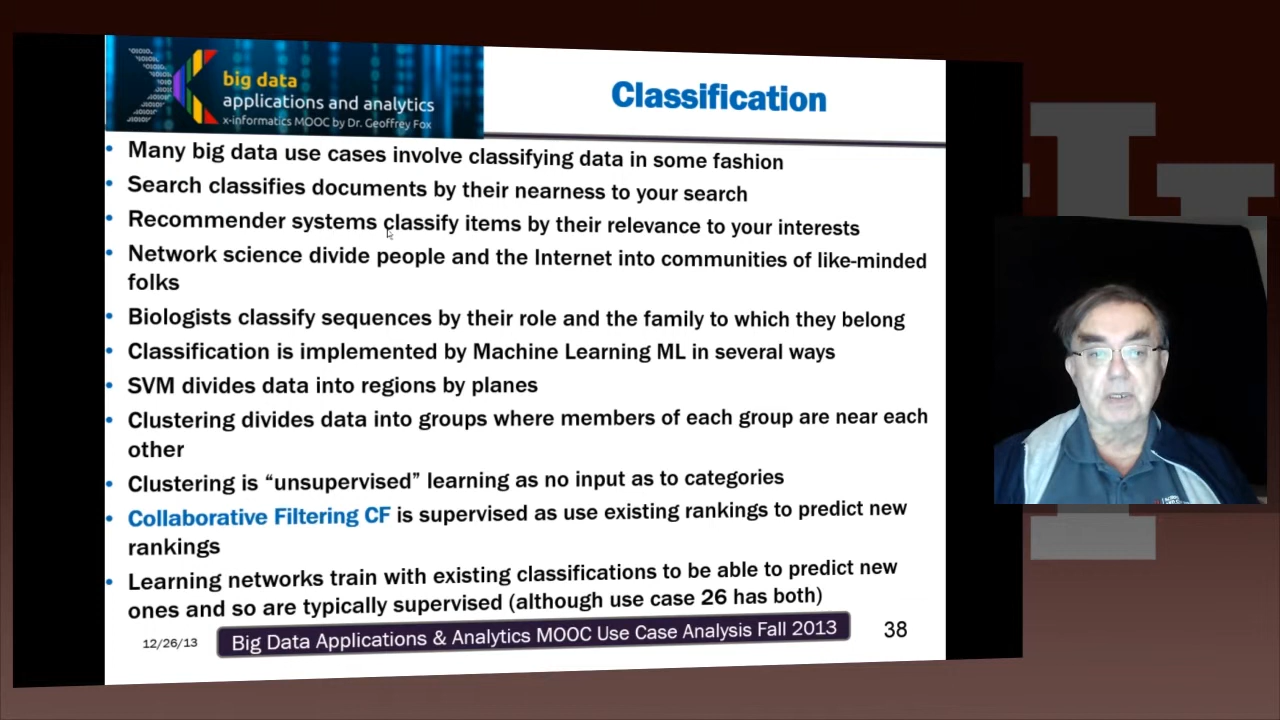 big data
applications and analytics
x-informatics MOOC by Dr. Geoffrey Fox
Classification
• Many big data use cases involve classifying data in some fashion
• Search classifies documents by their nearness to your search
• Recommender systems classify items by their relevance to your interests
• Network science divide people and the Internet into communities of like-minded
folks
• Biologists classify sequences by their role and the family to which they belong
• Classification is implemented by Machine Learning ML in several ways
• SVM divides data into regions by planes
• Clustering divides data into groups where members of each group are near each
other
• Clustering is “unsupervised” learning as no input as to categories
• Collaborative Filtering CF is supervised as use existing rankings to predict new
rankings
• Learning networks train with existing classifications to be able to predict new
ones and so are typically supervised (although use case 26 has both)
12/26/13
Big Data Applications & Analytics MOOC Use Case Analysis Fall 2013
38